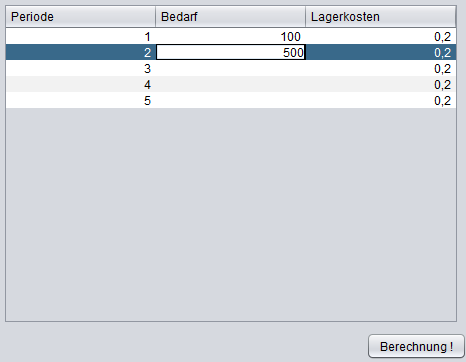 Periode Bedarf Lagerkosten
1 100 0,2
2 500 0,2
3 0,2
4 0,2
5 0,2
Berechnung !